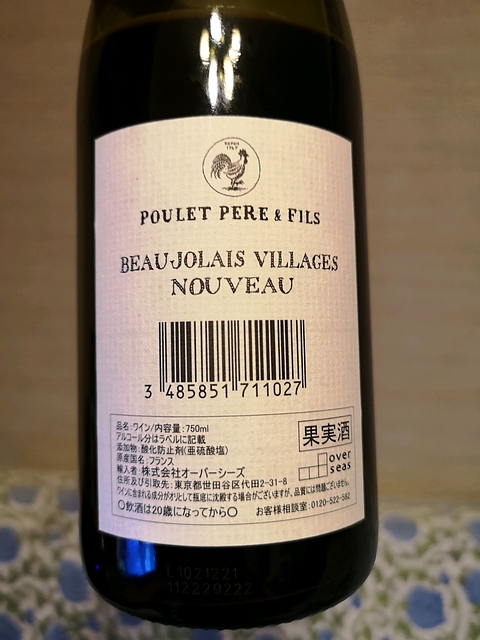 DEPUIS
1747
POULET PERE & FILS
BEAUJOLAIS VILLAGES
NOUVEAU
3 485851 711027
品名:ワイン/内容量:750ml
アルコール分はラベルに記載
添加物:酸化防止剤(亜硫酸塩)
原産国名:フランス
輸入者:株式会社オーバーシーズ
住所及び引取先:東京都世田谷区代田2-31-8
ワインに含まれる成分がオリとして瓶底に沈殿する場合がございますが、品質には問題ございません。
〇飲酒は20歳になってから〇
お客様相談室:0120-522-582
果実酒
over
seas
L1021221
112229222